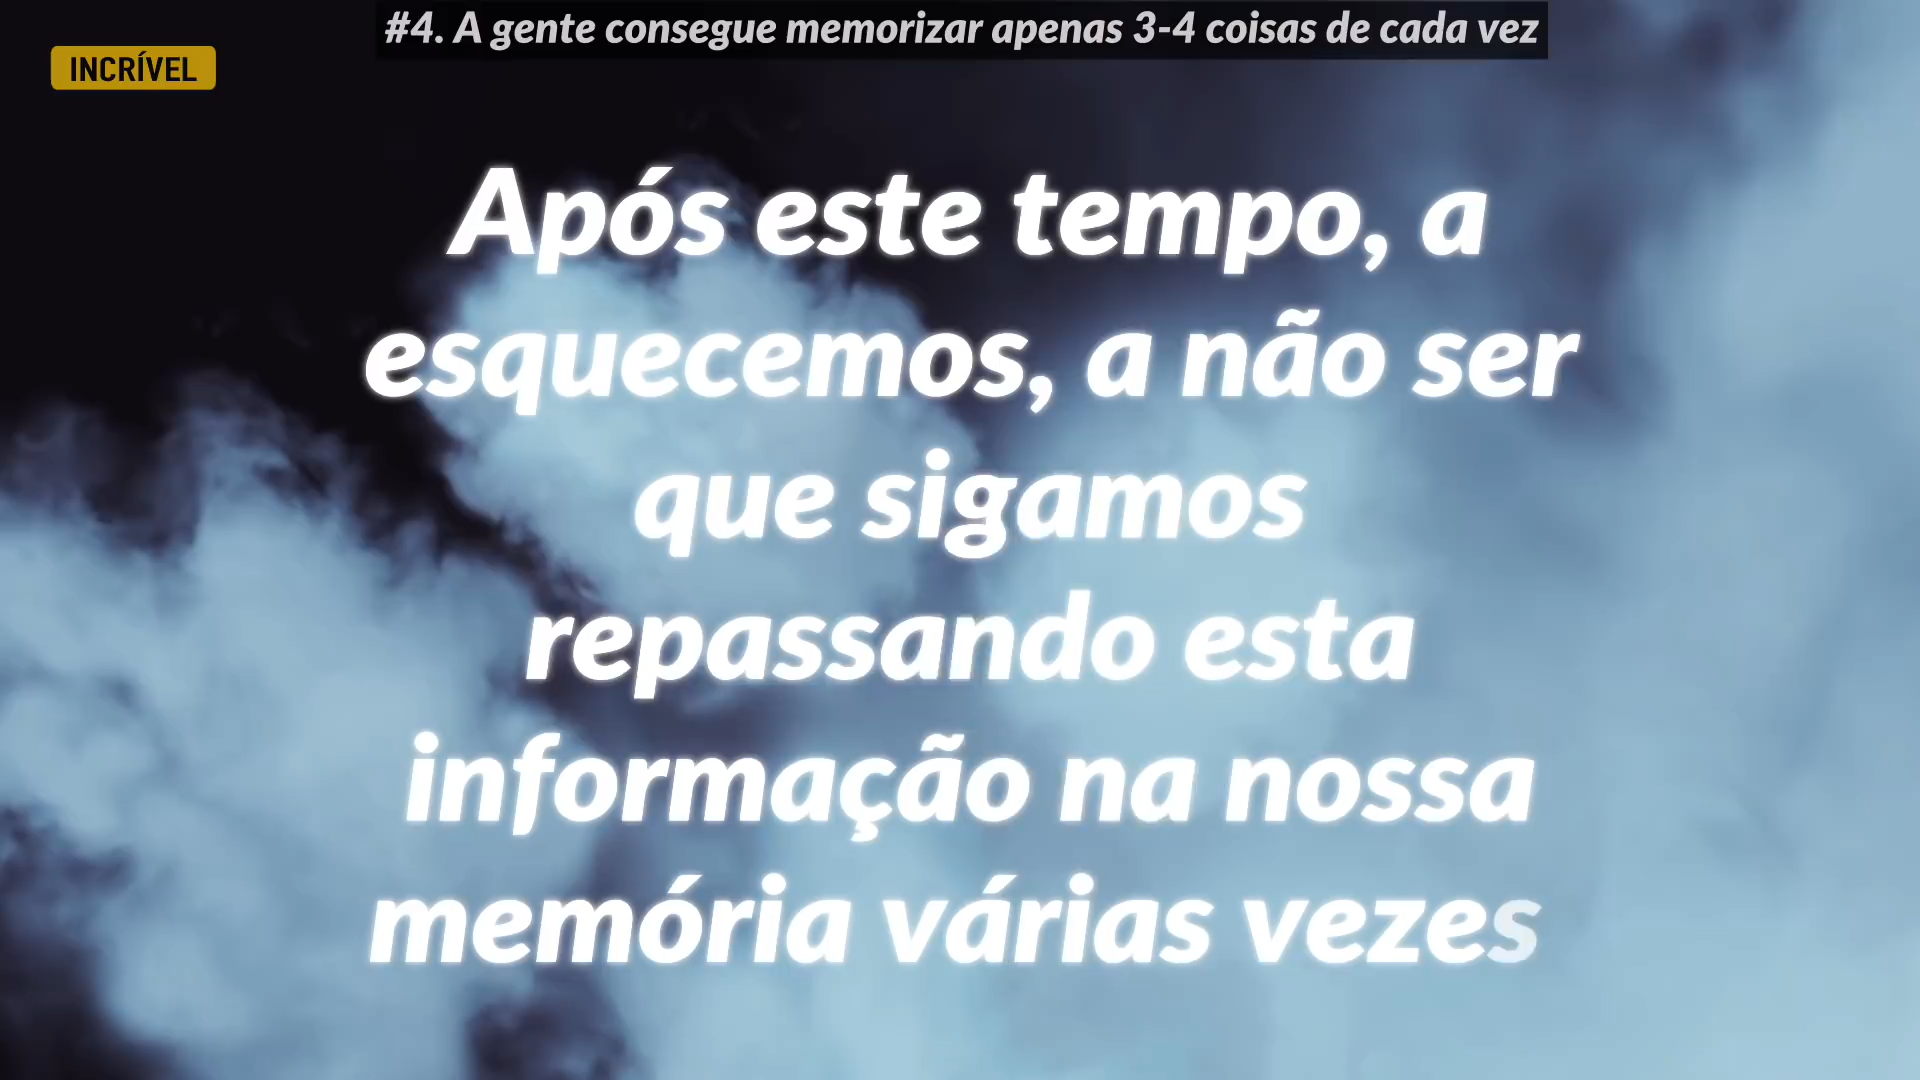 #4. A gente consegue memorizar apenas 3-4 coisas de cada vez
INCRÍVEL
Após este tempo, a
esquecemos, a não ser
que sigamos
repassando esta
informação na nossa
memória várias vezes